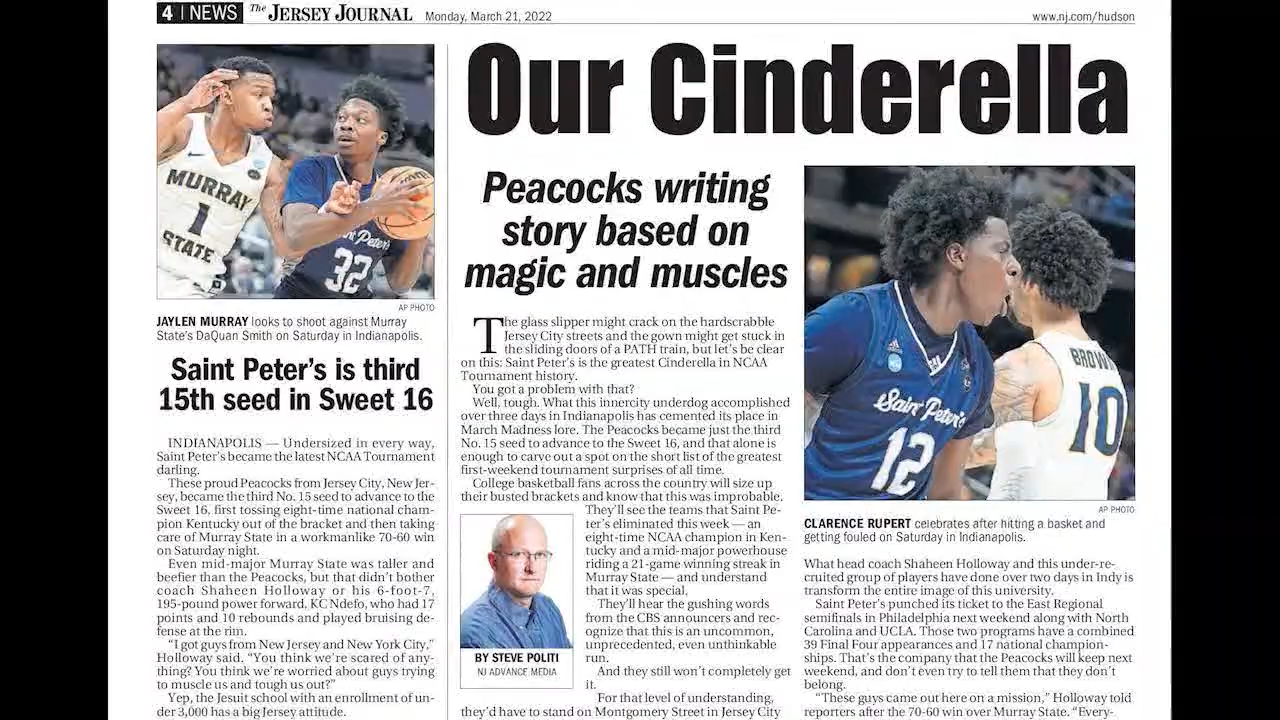 4 | NEWS The JERSEY JOURNAL Monday, March 21, 2022
www.nj.com/hudson
MURRAY
1
STATE
Saint Peter's
32
AP PHOTO
JAYLEN MURRAY looks to shoot against Murray
State's DaQuan Smith on Saturday in Indianapolis.
Saint Peter's is third
15th seed in Sweet 16
INDIANAPOLIS — Undersized in every way,
Saint Peter's became the latest NCAA Tournament
darling.
These proud Peacocks from Jersey City, New Jer-
sey, became the third No. 15 seed to advance to the
Sweet 16, first tossing eight-time national cham-
pion Kentucky out of the bracket and then taking
care of Murray State in a workmanlike 70-60 win
on Saturday night.
Even mid-major Murray State was taller and
beefier than the Peacocks, but that didn't bother
coach Shaheen Holloway or his 6-foot-7,
195-pound power forward, KC Ndefo, who had 17
points and 10 rebounds and played bruising de-
fense at the rim.
"I got guys from New Jersey and New York City,"
Holloway said. "You think we're scared of any-
thing? You think we're worried about guys trying
to muscle us and tough us out?"
Yep, the Jesuit school with an enrollment of un-
der 3,000 has a big Jersey attitude.
Our Cinderella
Peacocks writing
story based on
magic and muscles
The glass slipper might crack on the hardscrabble
Jersey City streets and the gown might get stuck in
the sliding doors of a PATH train, but let's be clear
on this: Saint Peter's is the greatest Cinderella in NCAA
Tournament history.
You got a problem with that?
Well, tough. What this innercity underdog accomplished
over three days in Indianapolis has cemented its place in
March Madness lore. The Peacocks became just the third
No. 15 seed to advance to the Sweet 16, and that alone is
enough to carve out a spot on the short list of the greatest
first-weekend tournament surprises of all time.
College basketball fans across the country will size up
their busted brackets and know that this was improbable.
They'll see the teams that Saint Pe-
ter's eliminated this week — an
eight-time NCAA champion in Ken-
tucky and a mid-major powerhouse
riding a 21-game winning streak in
Murray State — and understand
that it was special.
They'll hear the gushing words
from the CBS announcers and rec-
ognize that this is an uncommon,
unprecedented, even unthinkable
run.
And they still won't completely get
it.
For that level of understanding,
they'd have to stand on Montgomery Street in Jersey City
BY STEVE POLITI
NJ ADVANCE MEDIA
Saint Peter's
12
BROWN
10
AP PHOTO
CLARENCE RUPERT celebrates after hitting a basket and
getting fouled on Saturday in Indianapolis.
What head coach Shaheen Holloway and this under-re-
cruited group of players have done over two days in Indy is
transform the entire image of this university.
Saint Peter's punched its ticket to the East Regional
semifinals in Philadelphia next weekend along with North
Carolina and UCLA. Those two programs have a combined
39 Final Four appearances and 17 national champion-
ships. That's the company that the Peacocks will keep next
weekend, and don't even try to tell them that they don't
belong.
"These guys came out here on a mission," Holloway told
reporters after the 70-60 win over Murray State. "Every-